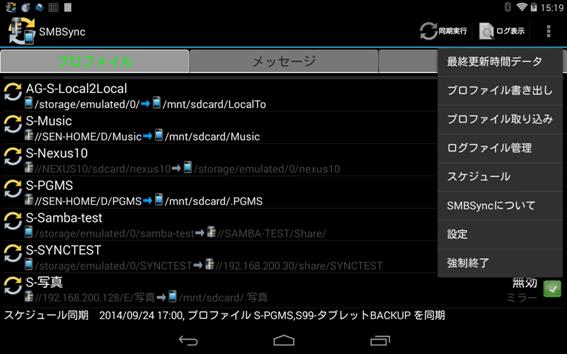 15:19
SMBSync
同期実行
ログ表示
プロファイル
メッセージ
最終更新時間データ
プロファイル書き出し
プロファイル取り込み
ログファイル管理
スケジュール
SMBSyncについて
設定
強制終了
AG-S-Local2Local
/storage/emulated/0/ /mnt/sdcard/LocalTo
S-Music
//SEN-HOME/D/Music /mnt/sdcard/Music
S-Nexus10
//NEXUS10/sdcard/nexus10 /storage/emulated/0/nexus10
S-PGMS
//SEN-HOME/D/PGMS /mnt/sdcard/.PGMS
S-Samba-test
/storage/emulated/0/samba-test //SAMBA-TEST/Share/
S-SYNCTEST
/storage/emulated/0/SYNCTEST //192.168.200.30/share/SYNCTEST
S-写真
無効
//192.168.200.128/E/写真 /mnt/sdcard/.写真
ミラー
スケジュール同期 2014/09/24 17:00, プロファイル S-PGMS,S99-タブレットBACKUP を同期